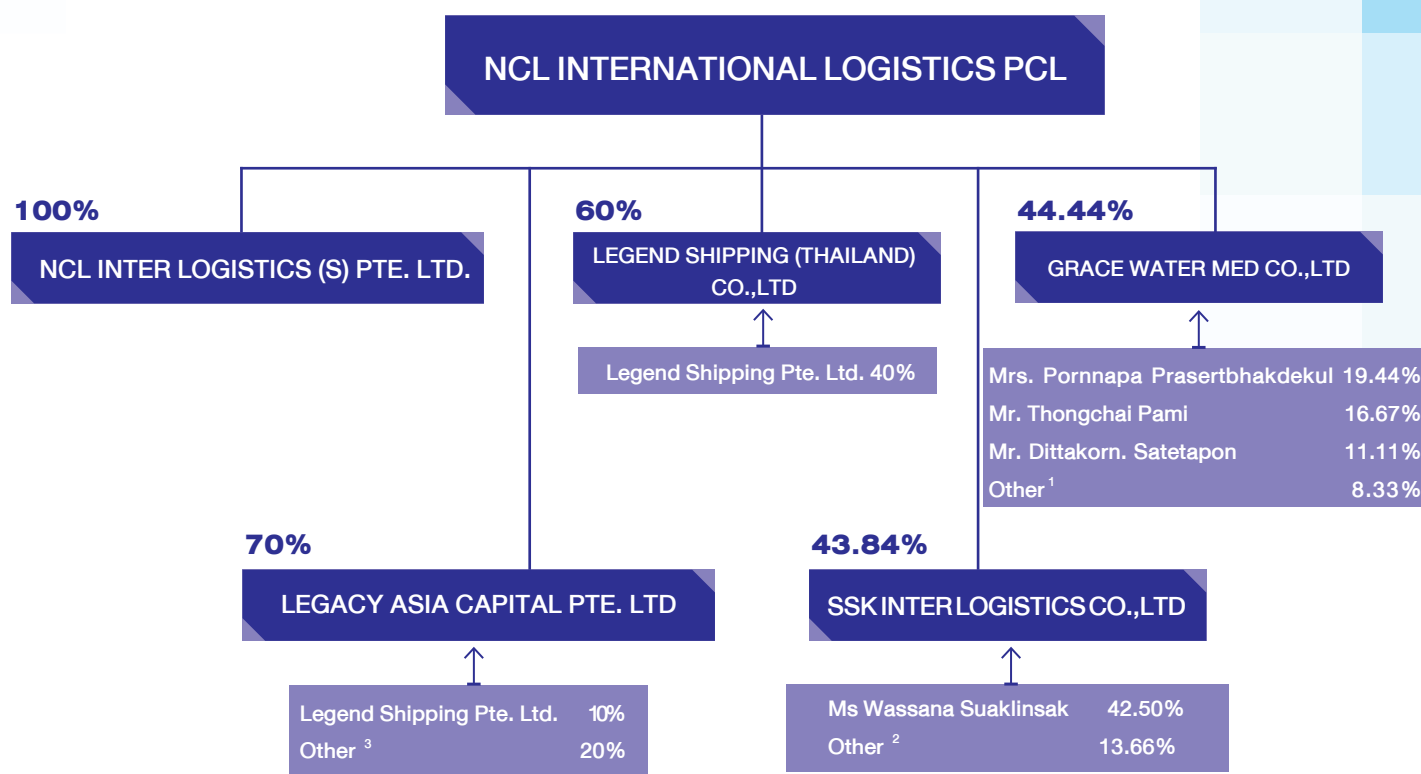 NCL INTERNATIONAL LOGISTICS PCL
100%
NCL INTER LOGISTICS (S) PTE. LTD.
60%
LEGEND SHIPPING (THAILAND)
CO.,LTD
Legend Shipping Pte. Ltd. 40%
44.44%
GRACE WATER MED CO.,LTD
Mrs. Pornnapa Prasertbhakdekul 19.44%
Mr. Thongchai Pami 16.67%
Mr. Dittakorn. Satetapon 11.11%
Other 1 8.33%
70%
LEGACY ASIA CAPITAL PTE. LTD
Legend Shipping Pte. Ltd. 10%
Other 3 20%
43.84%
SSK INTER LOGISTICS CO.,LTD
Ms Wassana Suaklinsak 42.50%
Other 2 13.66%